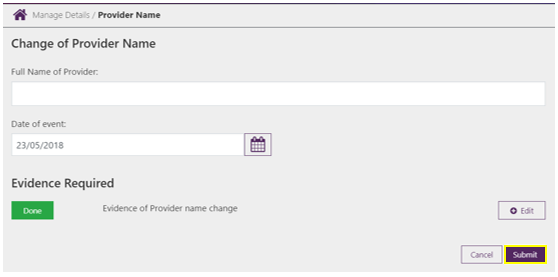 Manage Details / Provider Name
Change of Provider Name
Full Name of Provider:
Date of event:
23/05/2018
Evidence Required
Done Evidence of Provider name change Edit
Cancel Submit